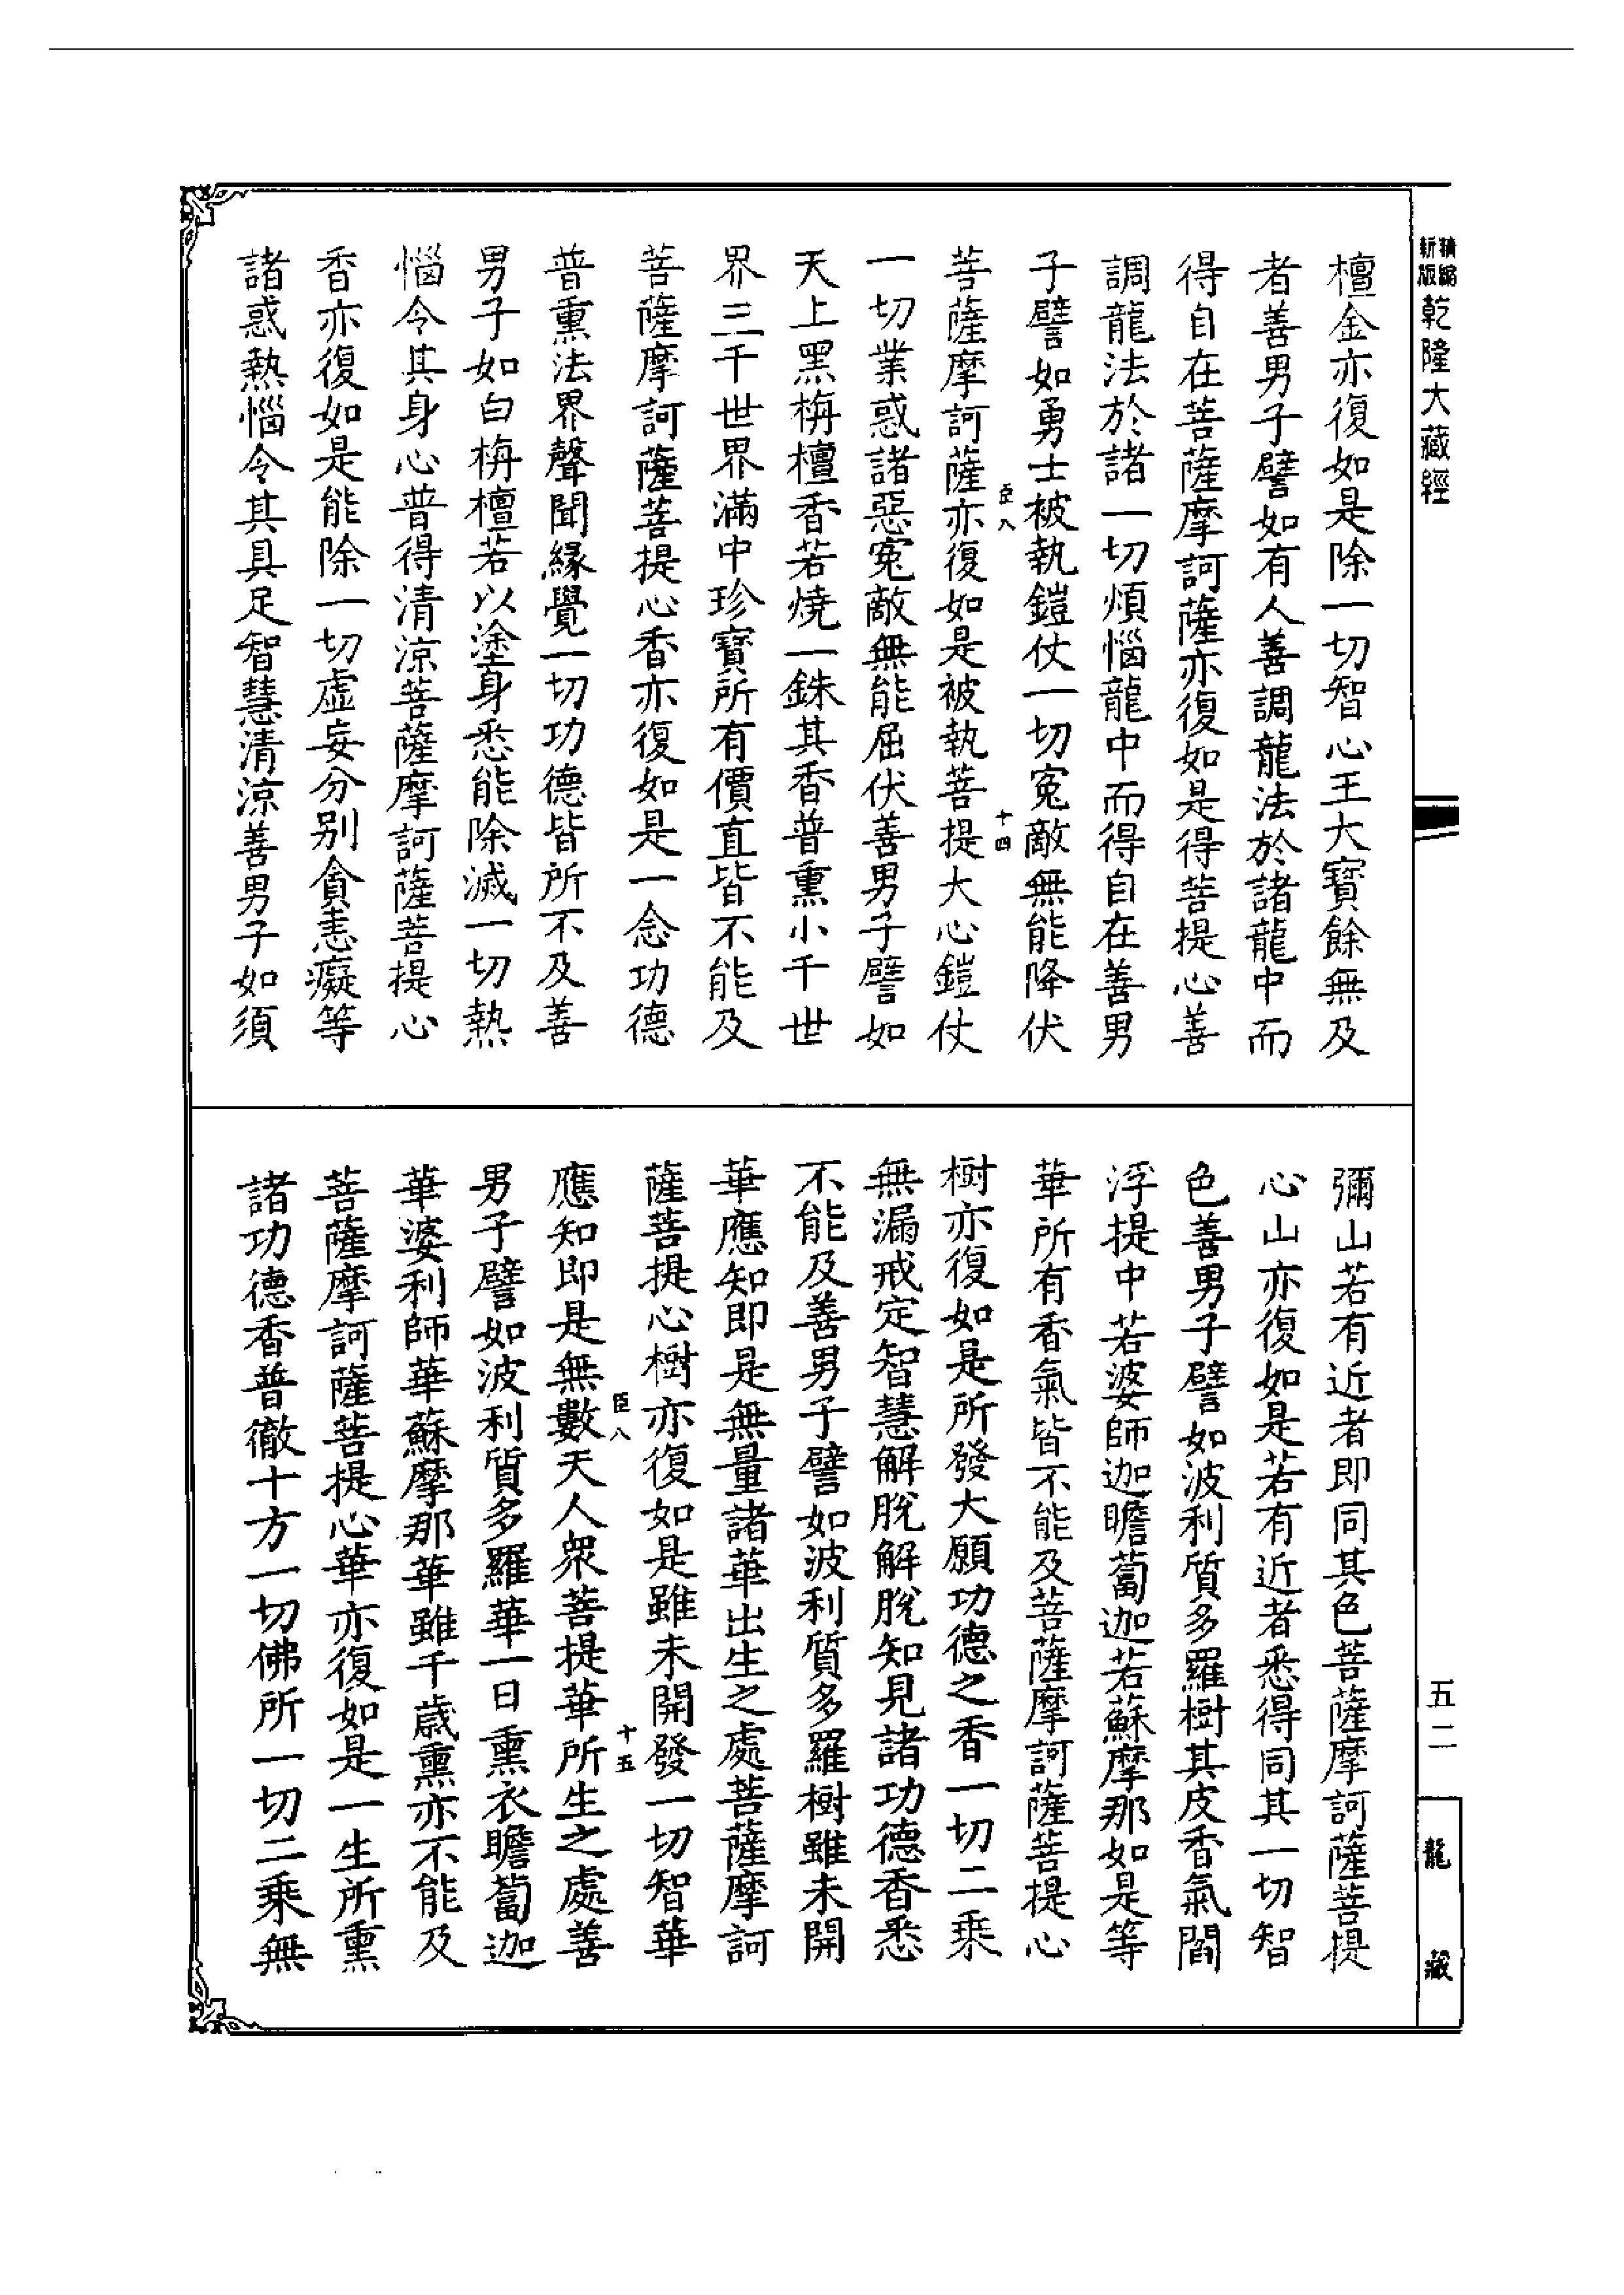 精縮新版
乾隆大藏經
檀金亦復如是除一切智心王大寶餘無及
者善男子譬如有人善調龍法於諸龍中而
得自在菩薩摩訶薩亦復如是得菩提心善
調龍法於諸一切煩惱龍中而得自在善男
子譬如勇士被執鎧仗一切寃敵無能降伏
臣八
十四
菩薩摩訶薩亦復如是被執菩提大心鎧仗
一切業惑諸惡寃敵無能屈伏善男子譬如
天上黑栴檀香若燒一銖其香普熏小千世
界三千世界滿中珍寶所有價直皆不能及
菩薩摩訶薩菩提心香亦復如是一念功德
普熏法界聲聞緣覺一切功德皆所不及善
男子如白栴檀若以塗身悉能除滅一切熱
惱令其身心普得清涼菩薩摩訶薩菩提心
香亦復如是能除一切虛妄分別貪恚癡等
諸惑熱惱令其具足智慧清涼善男子如須
彌山若有近者即同其色菩薩摩訶薩菩提
心山亦復如是若有近者悉得同其一切智
色善男子譬如波利質多羅樹其皮香氣閻
浮提中若婆師迦瞻蔔迦若蘇摩那如是等
華所有香氣皆不能及菩薩摩訶薩菩提心
樹亦復如是所發大願功德之香一切二乘
無漏戒定智慧解脫解脫知見諸功德香悉
不能及善男子譬如波利質多羅樹雖未開
華應知即是無量諸華出生之處菩薩摩訶
薩菩提心樹亦復如是雖未開發一切智華
臣八
十五
應知即是無數天人眾菩提華所生之處善
男子譬如波利質多羅華一日熏衣瞻蔔迦
華婆利師華蘇摩那華雖千歲熏亦不能及
菩薩摩訶薩菩提心華亦復如是一生所熏
諸功德香普徹十方一切佛所一切二乘無
五二
龍藏